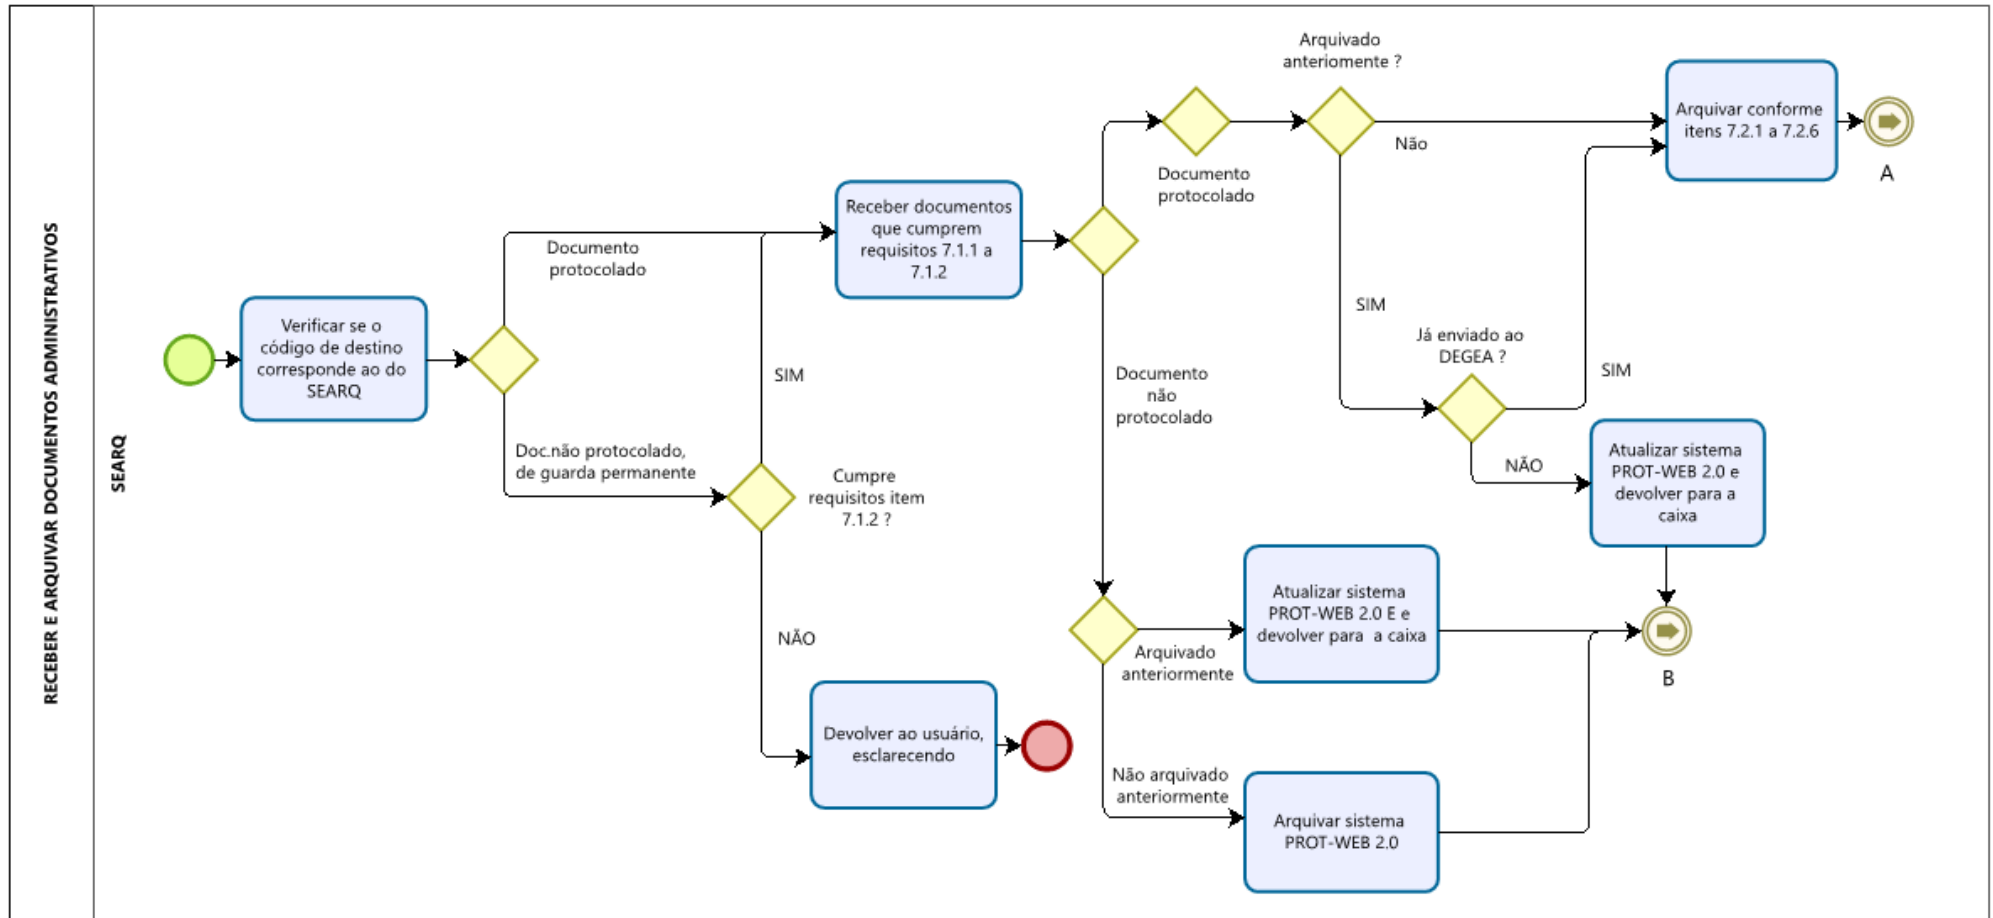 RECEBER E ARQUIVAR DOCUMENTOS ADMINISTRATIVOS
SEARQ
Verificar se o
código de destino
corresponde ao do
SEARQ
Documento
protocolado
Doc.não protocolado,
de guarda permanente
SIM
Cumpre
requisitos item
7.1.2 ?
NÃO
Devolver ao usuário,
esclarecendo
Receber documentos
que cumprem
requisitos 7.1.1 a
7.1.2
Documento
protocolado
Documento
não
protocolado
Arquivado
anteriomente ?
Não
SIM
Já enviado ao
DEGEA ?
SIM
NÃO
Arquivar conforme
itens 7.2.1 a 7.2.6
A
Atualizar sistema
PROT-WEB 2.0 e
devolver para a
caixa
Arquivado
anteriormente
Atualizar sistema
PROT-WEB 2.0 E e
devolver para  a caixa
B
Não arquivado
anteriormente
Arquivar sistema
PROT-WEB 2.0